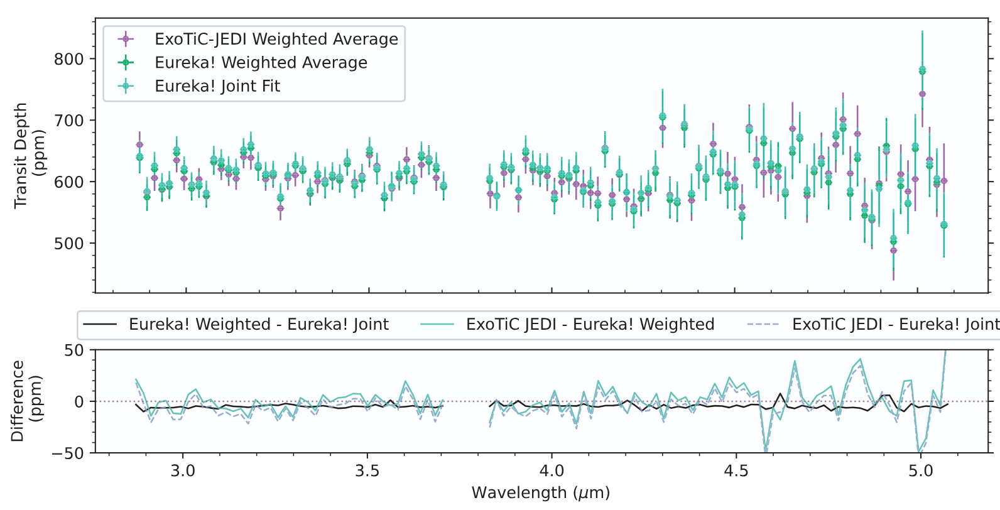 ExoTiC-JEDI Weighted Average
Eureka! Weighted Average
Eureka! Joint Fit
800
700
600
500
Transit Depth
(ppm)
Eureka! Weighted - Eureka! Joint
ExoTiC JEDI - Eureka! Weighted
ExoTiC JEDI - Eureka! Joint
50
0
−50
Difference
(ppm)
3.0
3.5
4.0
4.5
5.0
Wavelength (μm)